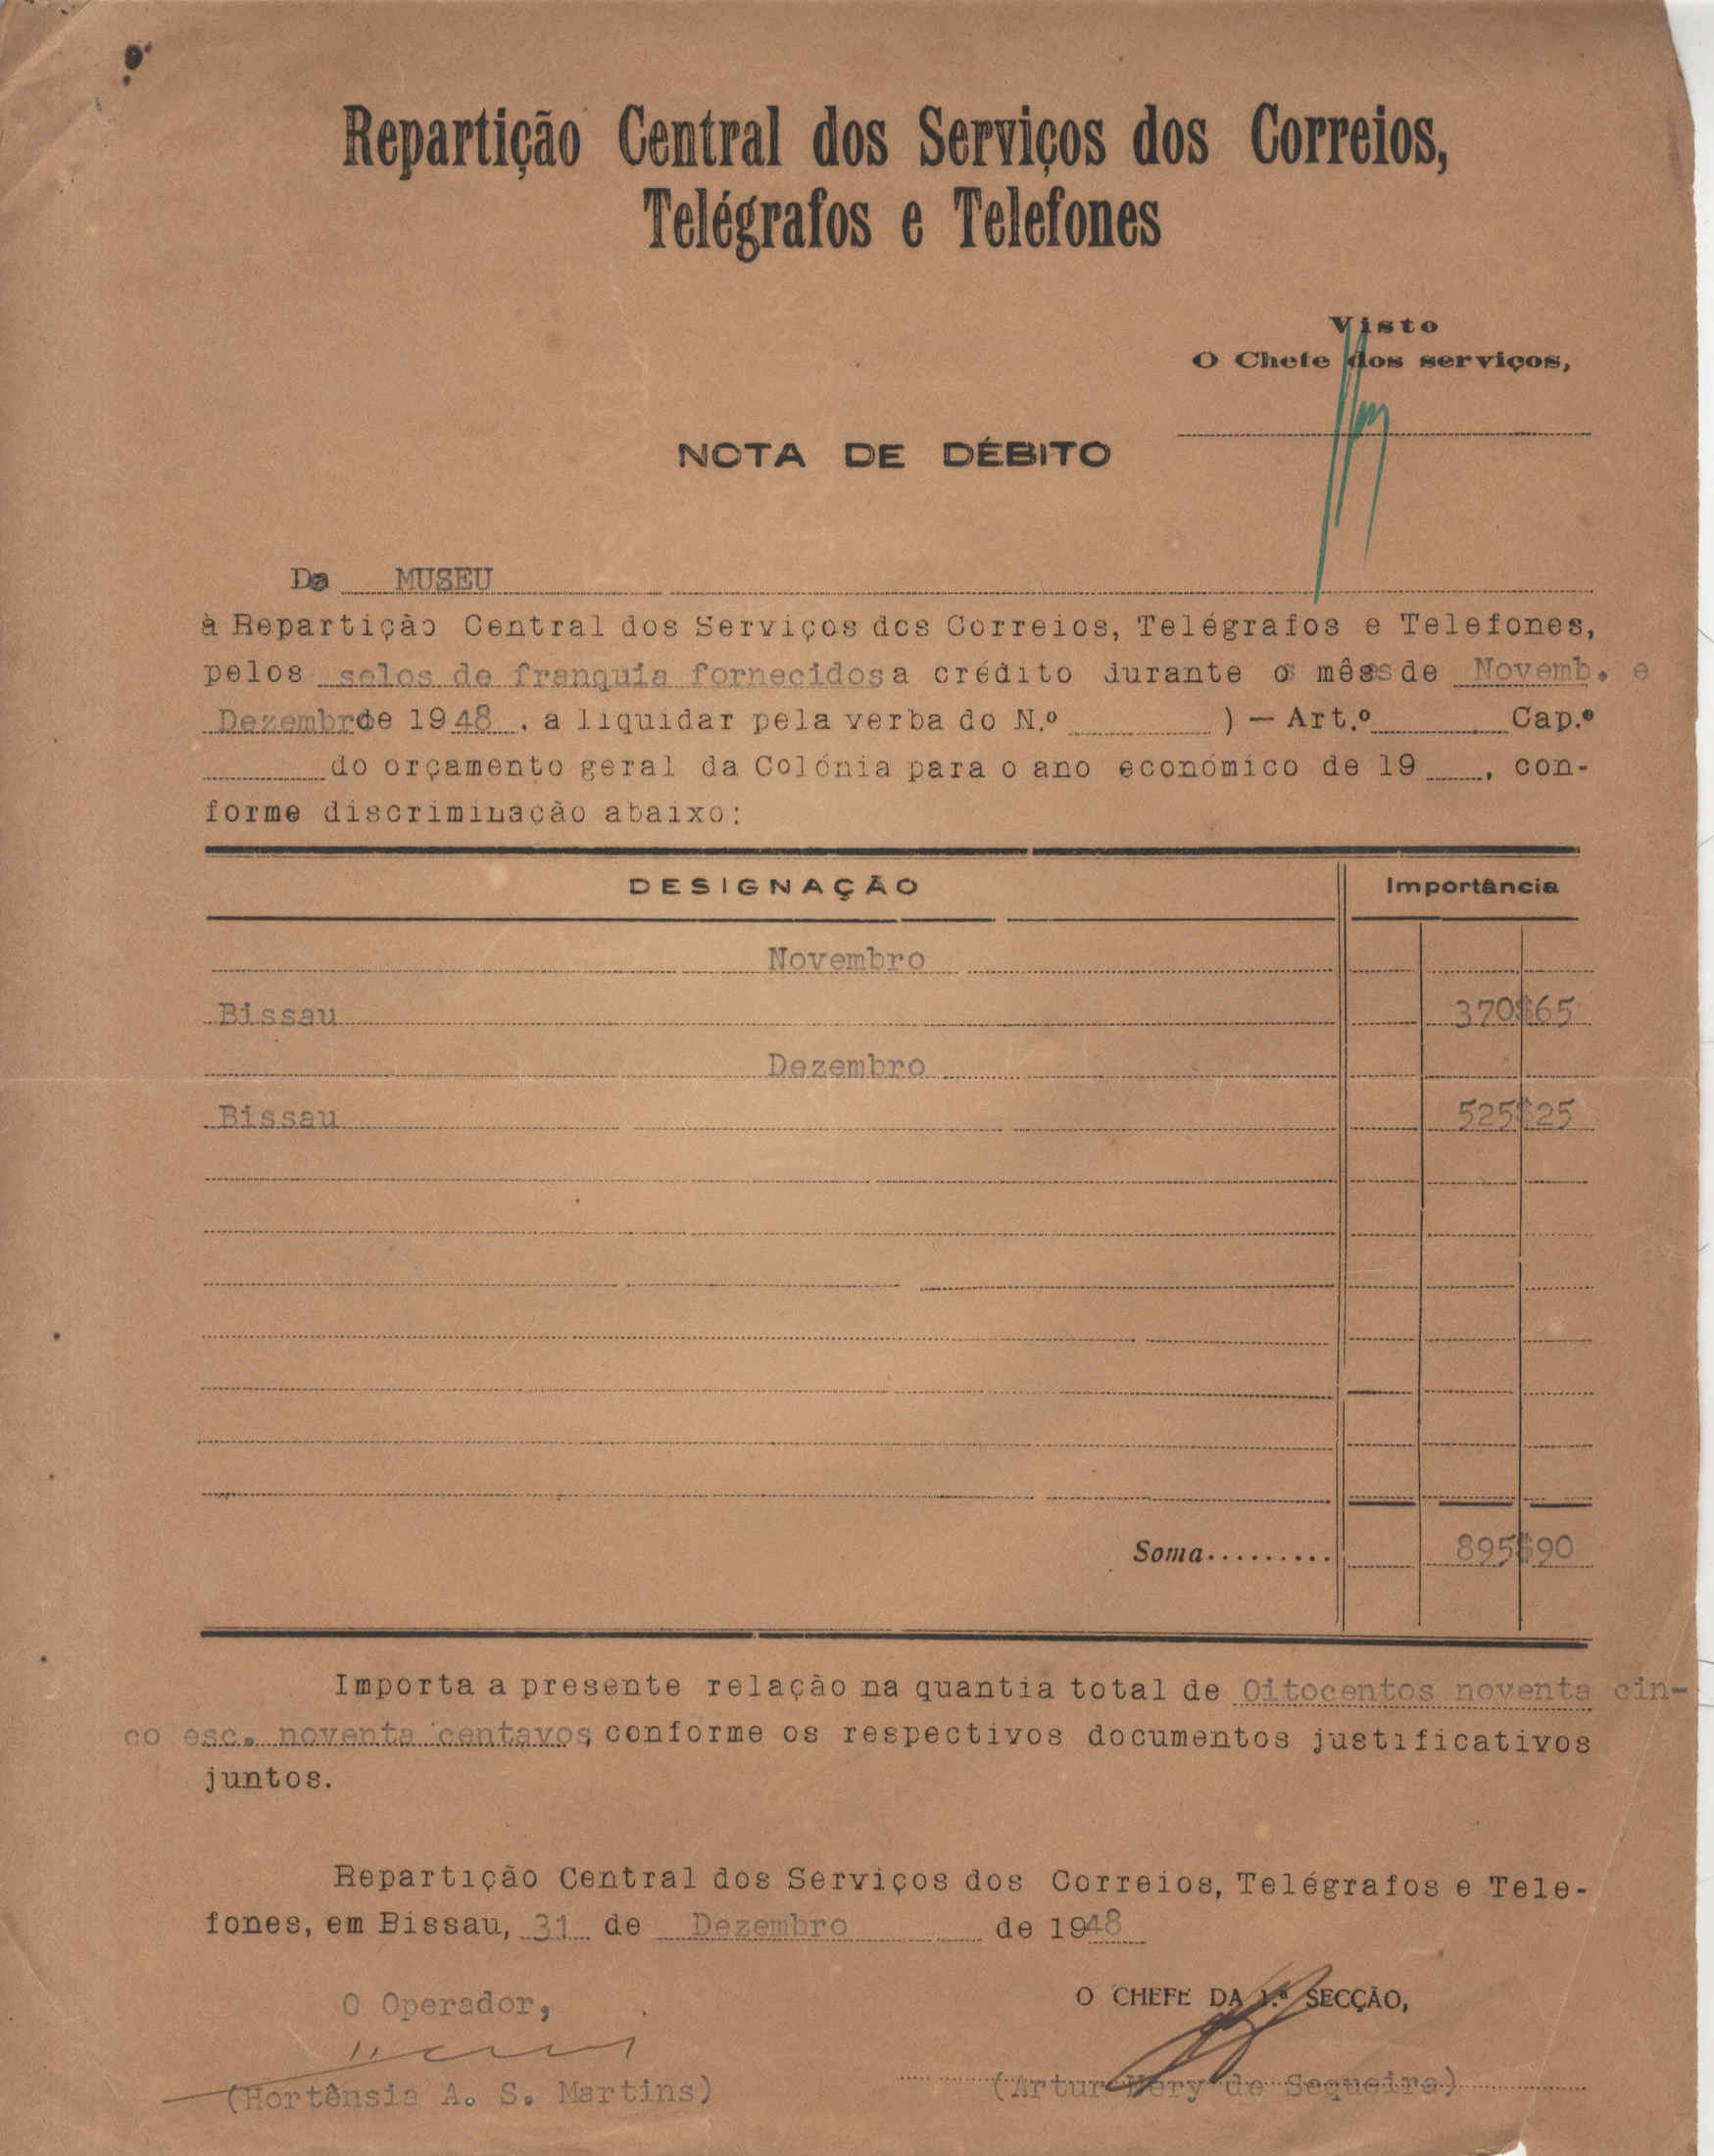 Repartição Central dos Serviços dos Correios,
Telégrafos e Telefones
Visto
O Chefe dos serviços,
NOTA DE DÉBITO
Do MUSEU
à Repartição Central dos Serviços dos Correios, Telégrafos e Telefones,
pelos selos de franquia fornecidos a crédito durante os mêses de Novemb. e
Dezembro de 1948, a liquidar pela verba do N.º ) — Art.º Cap.º
do orçamento geral da Colónia para o ano económico de 19 , con-
forme discriminação abaixo:
DESIGNAÇÃO Importância
Novembro
Bissau 370$65
Dezembro
Bissau 525$25
Soma......... 895$90
Importa a presente relação na quantia total de Oitocentos noventa cin-
co esc. noventa centavos conforme os respectivos documentos justificativos
juntos.
Repartição Central dos Serviços dos Correios, Telégrafos e Tele-
fones, em Bissau, 31 de Dezembro de 1948
O Operador, O CHEFE DA 1.ª SECÇÃO,
(Hortênsia A. S. Martins) (Artur Nery de Sequeira)